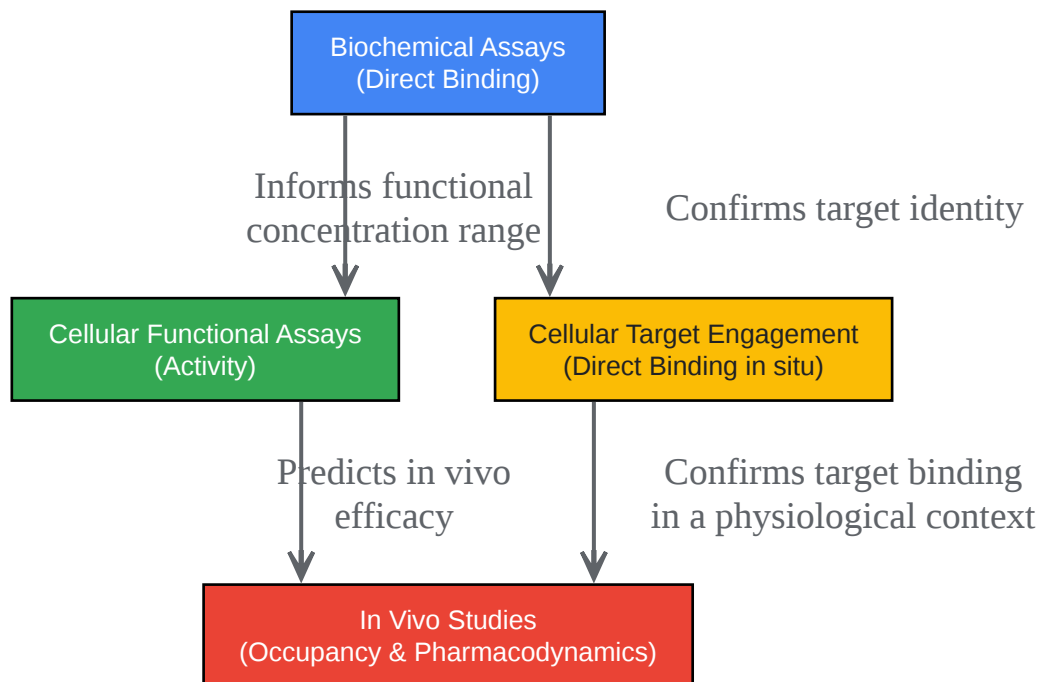 Biochemical Assays
(Direct Binding)
Informs functional
concentration range
Confirms target identity
Cellular Functional Assays
(Activity)
Cellular Target Engagement
(Direct Binding in situ)
Predicts in vivo
efficacy
Confirms target binding
in a physiological context
In Vivo Studies
(Occupancy & Pharmacodynamics)